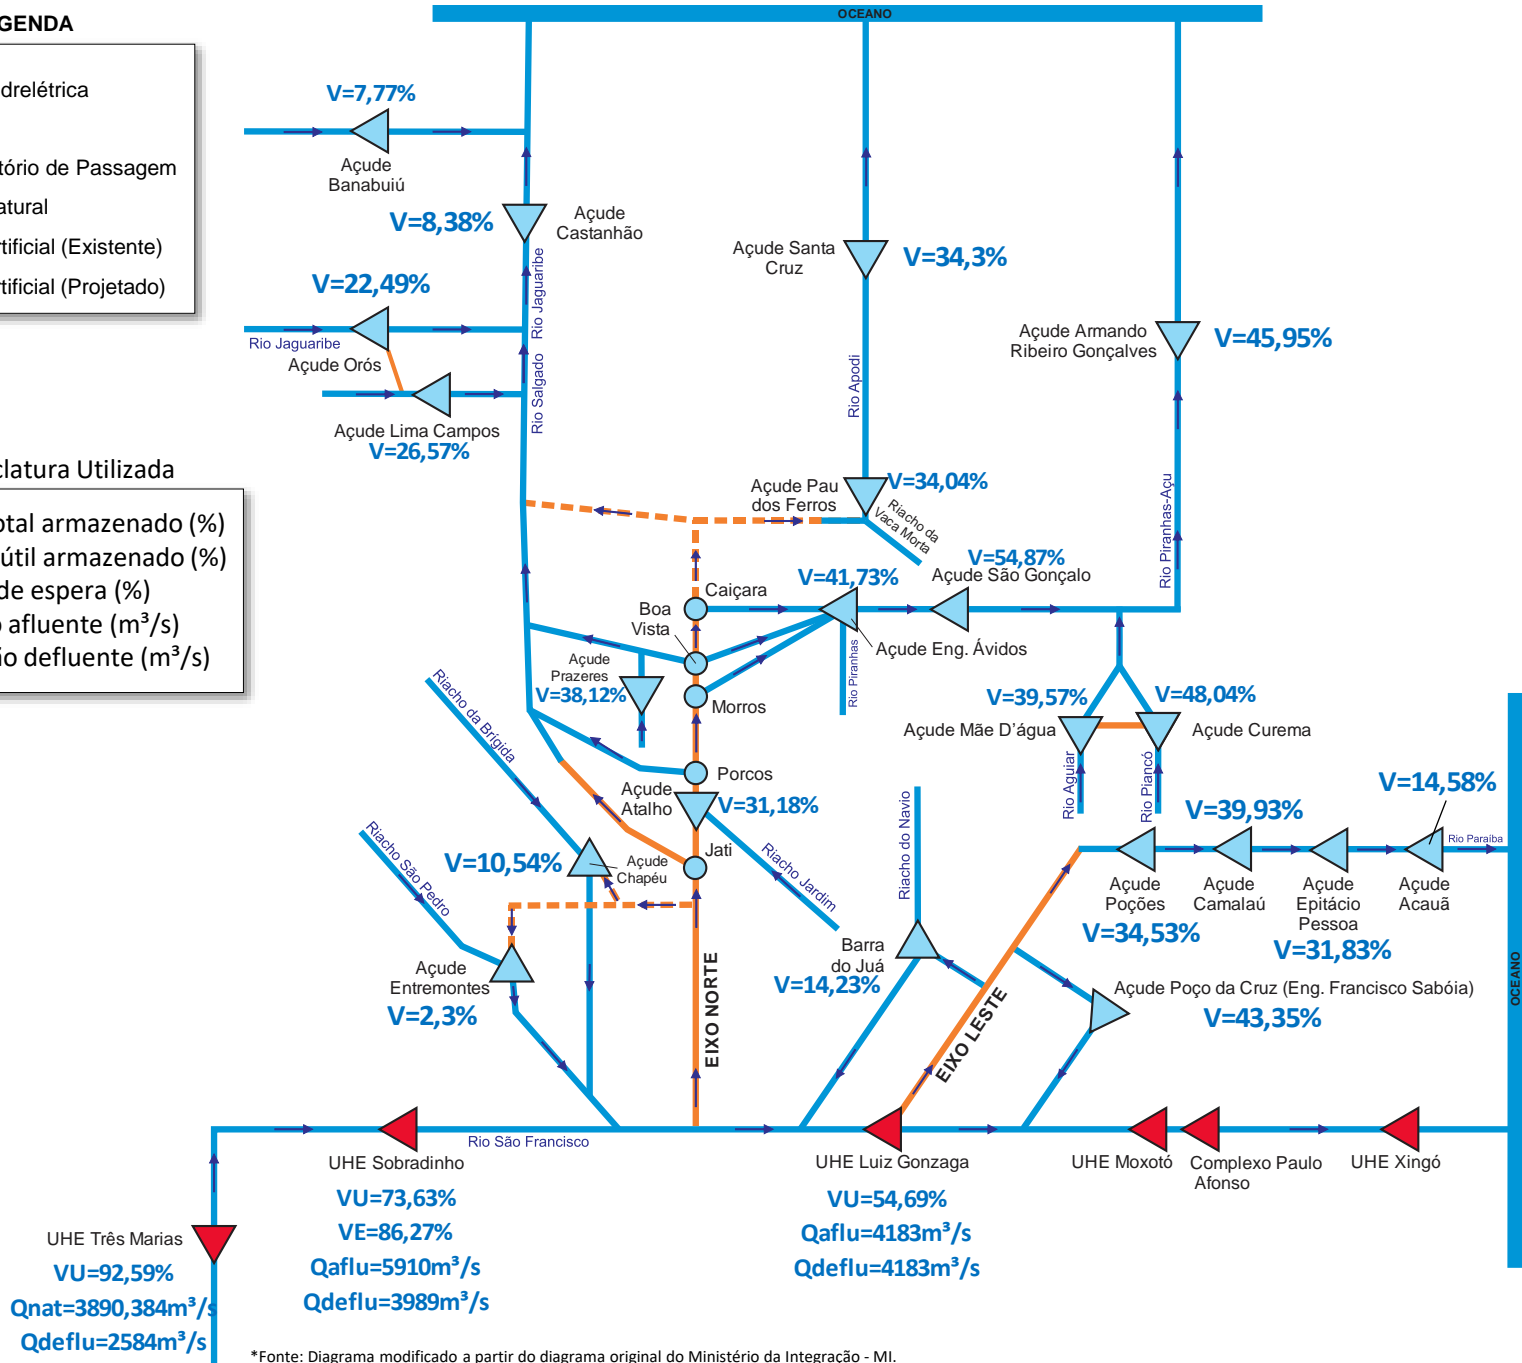 OCEANO
GENDA
drelétrica
tório de Passagem
atural
rtificial (Existente)
rtificial (Projetado)
V=7,77%
Açude
Banabuiú
V=8,38%
Açude
Castanhão
V=22,49%
Rio Jaguaribe
Rio Jaguaribe
Açude Orós
Rio Salgado
Açude Lima Campos
V=26,57%
Açude Santa
Cruz
V=34,3%
Rio Apodi
Açude Armando
Ribeiro Gonçalves
V=45,95%
Rio Piranhas-Açu
clatura Utilizada
otal armazenado (%)
útil armazenado (%)
de espera (%)
o afluente (m³/s)
ão defluente (m³/s)
Açude Pau
dos Ferros
V=34,04%
Riacho da
Vaca Morta
V=54,87%
Açude São Gonçalo
V=41,73%
Caiçara
Boa
Vista
Açude Eng. Ávidos
Rio Piranhas
Açude
Prazeres
V=38,12%
Morros
Riacho da Brígida
Porcos
Açude
Atalho
V=31,18%
V=39,57%
V=48,04%
Açude Mãe D'água
Açude Curema
Rio Aguiar
Rio Piancó
V=14,58%
V=39,93%
Rio Paraíba
Riacho São Pedro
V=10,54%
Açude
Chapéu
Jati
Riacho Jardim
Riacho do Navio
Açude
Poções
V=34,53%
Açude
Camalaú
Açude
Epitácio
Pessoa
V=31,83%
Açude
Acauã
Açude
Entremontes
V=2,3%
EIXO NORTE
Barra
do Juá
V=14,23%
EIXO LESTE
Açude Poço da Cruz (Eng. Francisco Sabóia)
V=43,35%
OCEANO
Rio São Francisco
UHE Sobradinho
VU=73,63%
VE=86,27%
Qaflu=5910m³/s
Qdeflu=3989m³/s
UHE Luiz Gonzaga
VU=54,69%
Qaflu=4183m³/s
Qdeflu=4183m³/s
UHE Moxotó
Complexo Paulo
Afonso
UHE Xingó
UHE Três Marias
VU=92,59%
Qnat=3890,384m³/s
Qdeflu=2584m³/s
*Fonte: Diagrama modificado a partir do diagrama original do Ministério da Integração - MI.